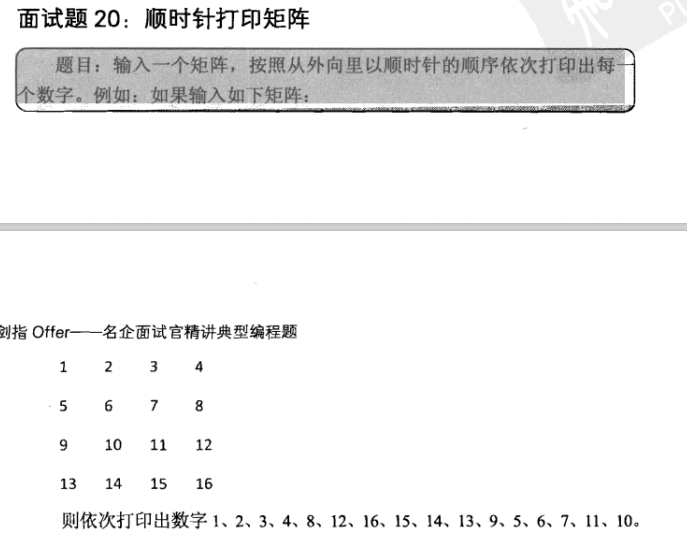 面试题 20：顺时针打印矩阵
题目：输入一个矩阵，按照从外向里以顺时针的顺序依次打印出每一
个数字。例如：如果输入如下矩阵：
剑指 Offer——名企面试官精讲典型编程题
1 2 3 4
5 6 7 8
9 10 11 12
13 14 15 16
则依次打印出数字 1、2、3、4、8、12、16、15、14、13、9、5、6、7、11、10。